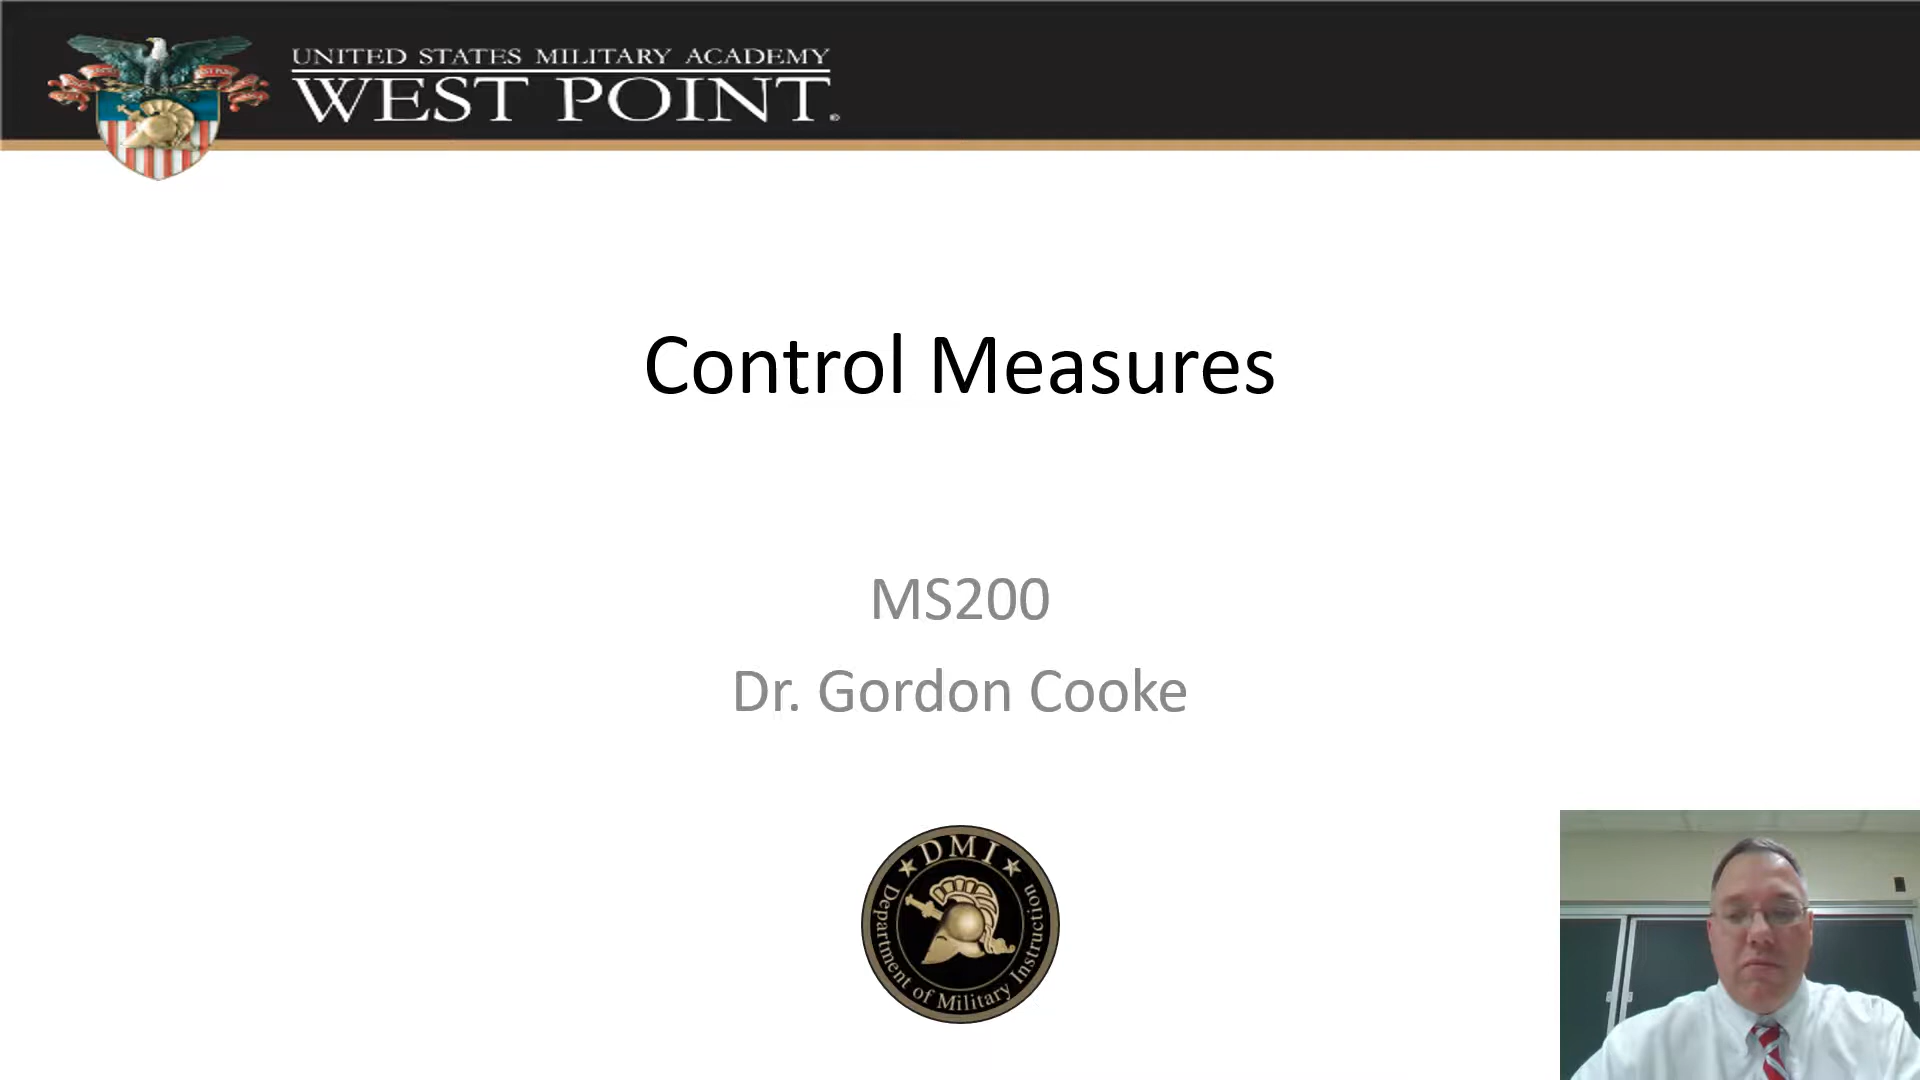 UNITED STATES MILITARY ACADEMY
WEST POINT®
Control Measures
MS200
Dr. Gordon Cooke
DMI
Department of Military Instruction